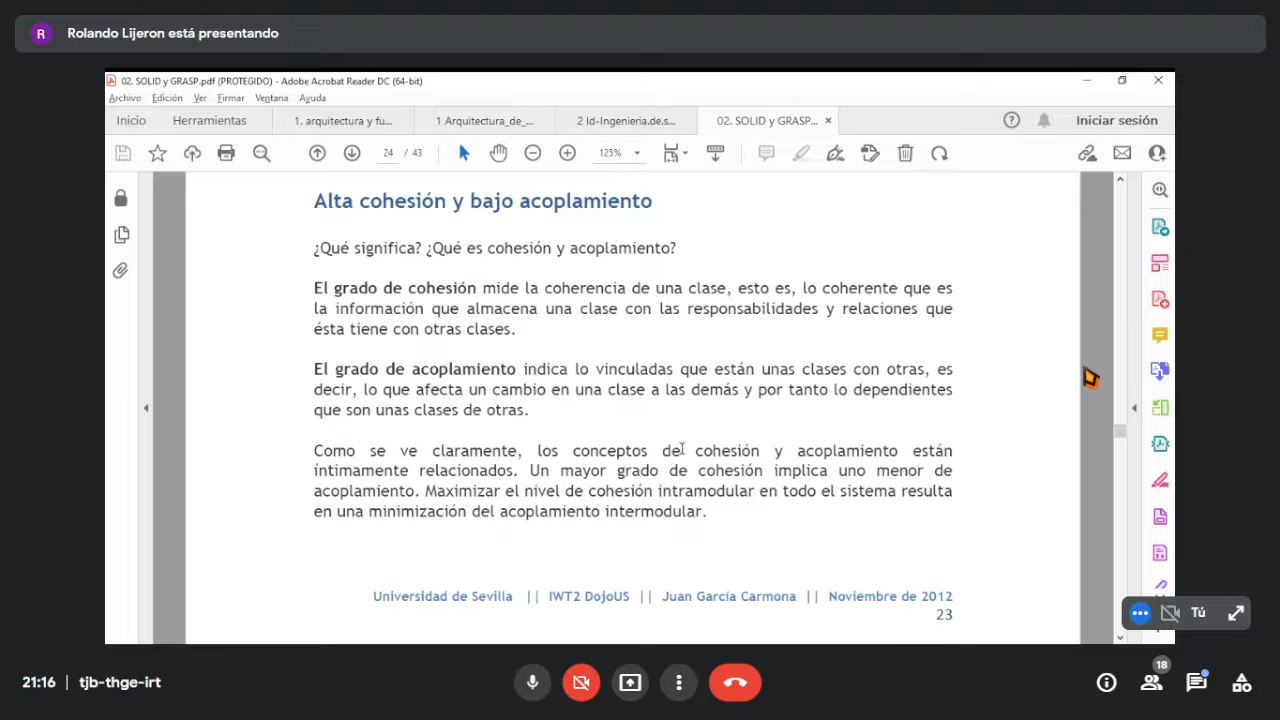 R Rolando Lijeron está presentando
02. SOLID y GRASP.pdf (PROTEGIDO) - Adobe Acrobat Reader DC (64-bit)
Archivo Edición Ver Firmar Ventana Ayuda
Inicio Herramientas 1. arquitectura y fu... 1 Arquitectura_de_... 2 Id-Ingenieria.de.s... 02. SOLID y GRASP... × Iniciar sesión
24 / 43 125%
Alta cohesión y bajo acoplamiento
¿Qué significa? ¿Qué es cohesión y acoplamiento?
El grado de cohesión mide la coherencia de una clase, esto es, lo coherente que es
la información que almacena una clase con las responsabilidades y relaciones que
ésta tiene con otras clases.
El grado de acoplamiento indica lo vinculadas que están unas clases con otras, es
decir, lo que afecta un cambio en una clase a las demás y por tanto lo dependientes
que son unas clases de otras.
Como se ve claramente, los conceptos de cohesión y acoplamiento están
íntimamente relacionados. Un mayor grado de cohesión implica uno menor de
acoplamiento. Maximizar el nivel de cohesión intramodular en todo el sistema resulta
en una minimización del acoplamiento intermodular.
Universidad de Sevilla || IWT2 DojoUS || Juan García Carmona || Noviembre de 2012
23
Tú
21:16 | tjb-thge-irt
18